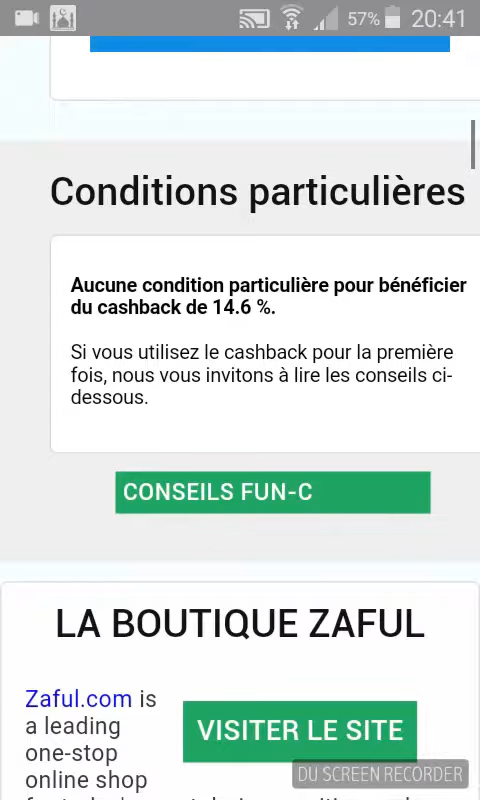 57% 20:41
Conditions particulières
Aucune condition particulière pour bénéficier
du cashback de 14.6 %.
Si vous utilisez le cashback pour la première
fois, nous vous invitons à lire les conseils ci-
dessous.
CONSEILS FUN-C
LA BOUTIQUE ZAFUL
Zaful.com is
a leading
one-stop
online shop
VISITER LE SITE
DU SCREEN RECORDER